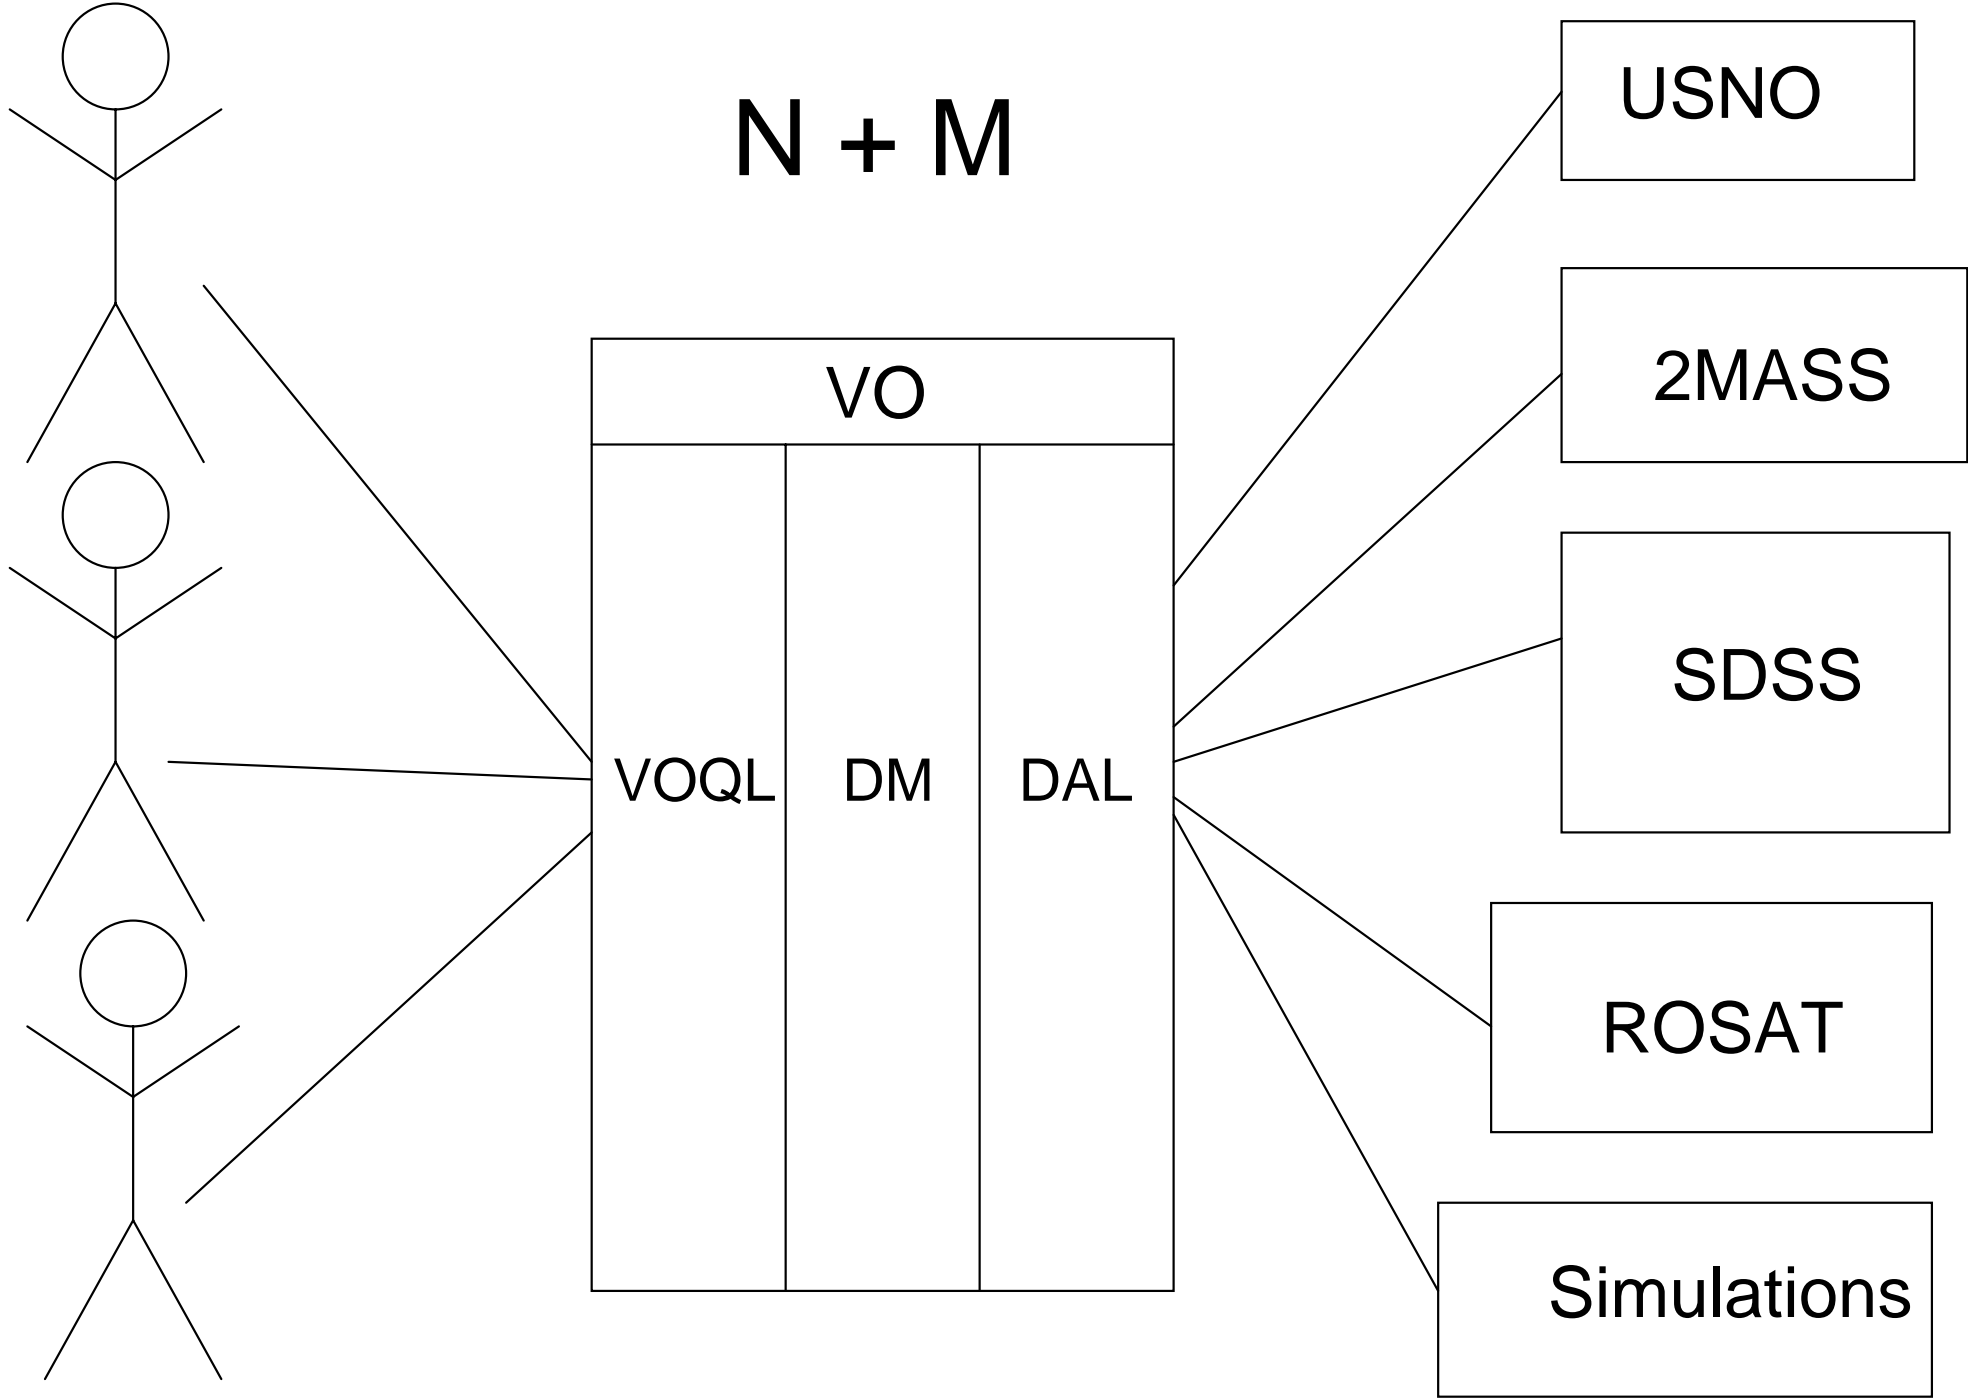 N + M
VO
VOQL
DM
DAL
USNO
2MASS
SDSS
ROSAT
Simulations